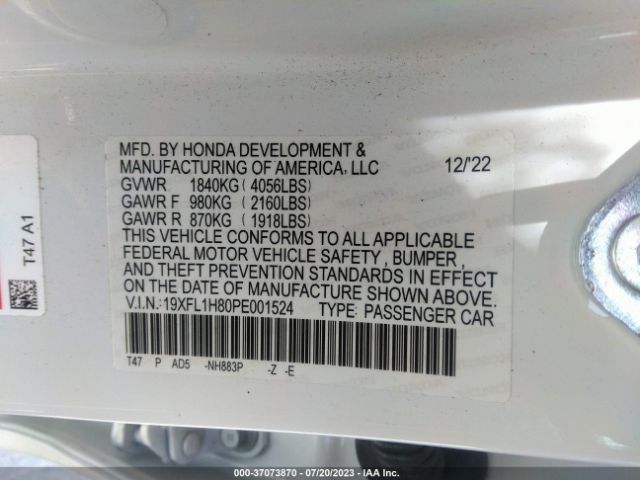 MFD. BY HONDA DEVELOPMENT &
MANUFACTURING OF AMERICA, LLC 12/'22
GVWR 1840KG ( 4056LBS)
GAWR F 980KG ( 2160LBS)
GAWR R 870KG ( 1918LBS)
THIS VEHICLE CONFORMS TO ALL APPLICABLE
FEDERAL MOTOR VEHICLE SAFETY , BUMPER,
AND THEFT PREVENTION STANDARDS IN EFFECT
ON THE DATE OF MANUFACTURE SHOWN ABOVE.
V.I.N.:19XFL1H80PE001524 TYPE: PASSENGER CAR
T47 P AD5 -NH883P -Z -E
T47 A1
000-37073870 / 07/20/2023 / IAA Inc.